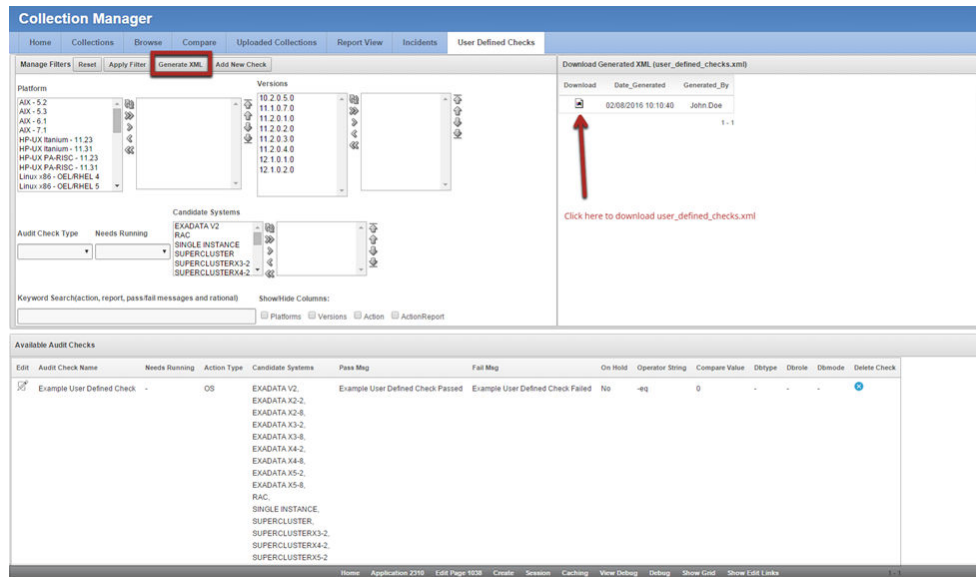 Collection Manager
Home Collections Browse Compare Uploaded Collections Report View Incidents User Defined Checks
Manage Filters Reset Apply Filter Generate XML Add New Check
Platform
AIX - 5.2
AIX - 5.3
AIX - 6.1
AIX - 7.1
HP-UX Itanium - 11.23
HP-UX Itanium - 11.31
HP-UX PA-RISC - 11.23
HP-UX PA-RISC - 11.31
Linux x86 - OEL/RHEL 4
Linux x86 - OEL/RHEL 5
Versions
10.2.0.5.0
11.1.0.7.0
11.2.0.1.0
11.2.0.2.0
11.2.0.3.0
11.2.0.4.0
12.1.0.1.0
12.1.0.2.0
Audit Check Type Needs Running
Candidate Systems
EXADATA V2
RAC
SINGLE INSTANCE
SUPERCLUSTER
SUPERCLUSTERX3-2
SUPERCLUSTERX4-2
Keyword Search(action, report, pass/fail messages and rational)
Show/Hide Columns:
Platforms Versions Action ActionReport
Download Generated XML (user_defined_checks.xml)
Download Date_Generated Generated_By
02/08/2016 10:10:40 John.Doe
1 - 1
Click here to download user_defined_checks.xml
Available Audit Checks
Edit Audit Check Name Needs Running Action Type Candidate Systems Pass Msg Fail Msg On Hold Operator String Compare Value Dbtype Dbrole Dbmode Delete Check
Example User Defined Check - OS EXADATA V2, Example User Defined Check Passed Example User Defined Check Failed No -eq 0 - - -
EXADATA X2-2,
EXADATA X2-8,
EXADATA X3-2,
EXADATA X3-8,
EXADATA X4-2,
EXADATA X4-8,
EXADATA X5-2,
EXADATA X5-8,
RAC,
SINGLE INSTANCE,
SUPERCLUSTER,
SUPERCLUSTERX3-2,
SUPERCLUSTERX4-2,
SUPERCLUSTERX5-2
Home Application 2310 Edit Page 1038 Create Session Caching View Debug Debug Show Grid Show Edit Links 1 - 1